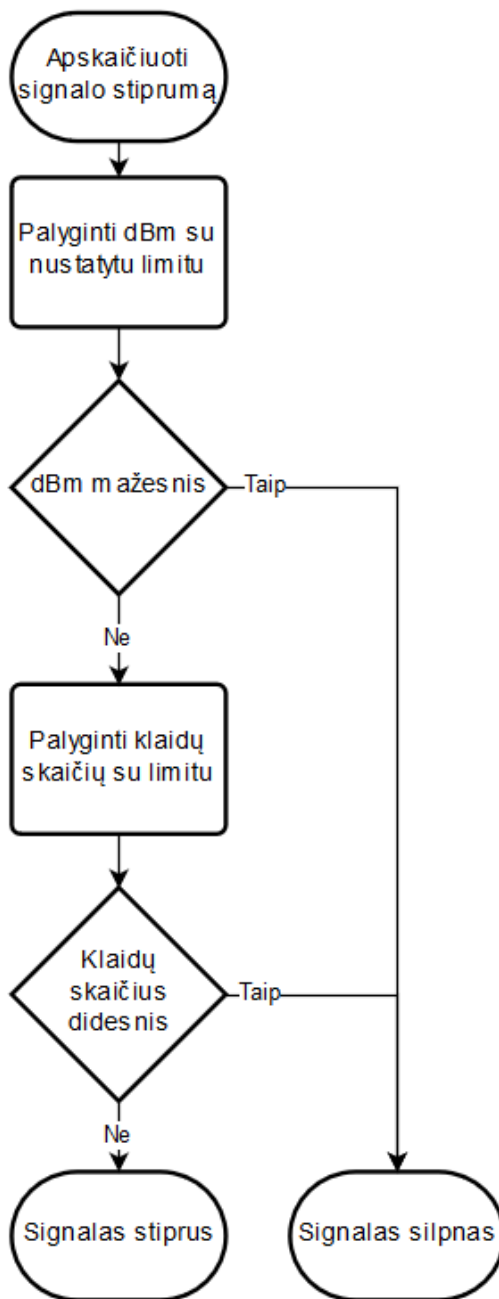 Apskaičiuoti
signalo stiprumą
Palyginti dBm su
nustatytu limitu
dBm mažesnis
Taip
Ne
Palyginti klaidų
skaičių su limitu
Klaidų
skaičius
didesnis
Taip
Ne
Signalas stiprus
Signalas silpnas